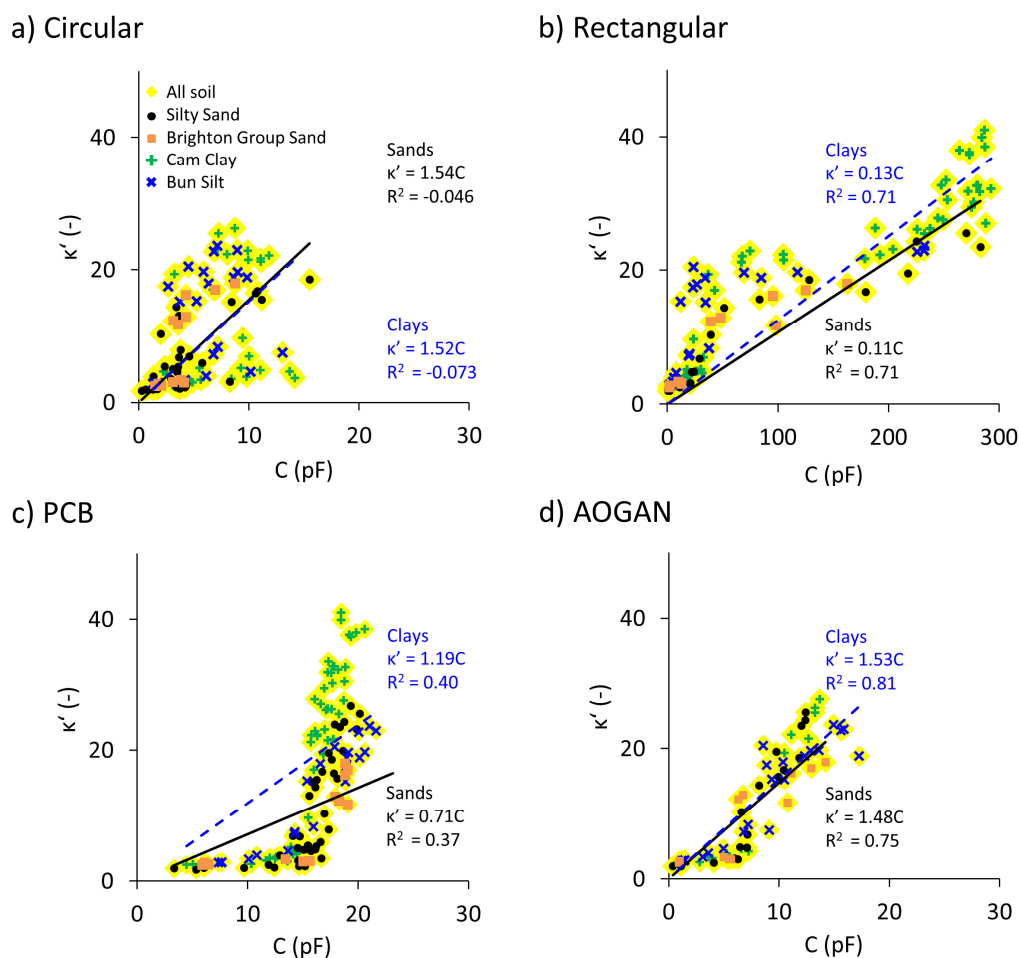 a) Circular
All soil
Silty Sand
Brighton Group Sand
Cam Clay
Bun Silt
Sands
κ′ = 1.54C
R² = -0.046
Clays
κ′ = 1.52C
R² = -0.073
40
20
0
κ′ (-)
0 10 20 30
C (pF)
b) Rectangular
Clays
κ′ = 0.13C
R² = 0.71
Sands
κ′ = 0.11C
R² = 0.71
40
20
0
κ′ (-)
0 100 200 300
C (pF)
c) PCB
Clays
κ′ = 1.19C
R² = 0.40
Sands
κ′ = 0.71C
R² = 0.37
40
20
0
κ′ (-)
0 10 20 30
C (pF)
d) AOGAN
Clays
κ′ = 1.53C
R² = 0.81
Sands
κ′ = 1.48C
R² = 0.75
40
20
0
κ′ (-)
0 10 20 30
C (pF)